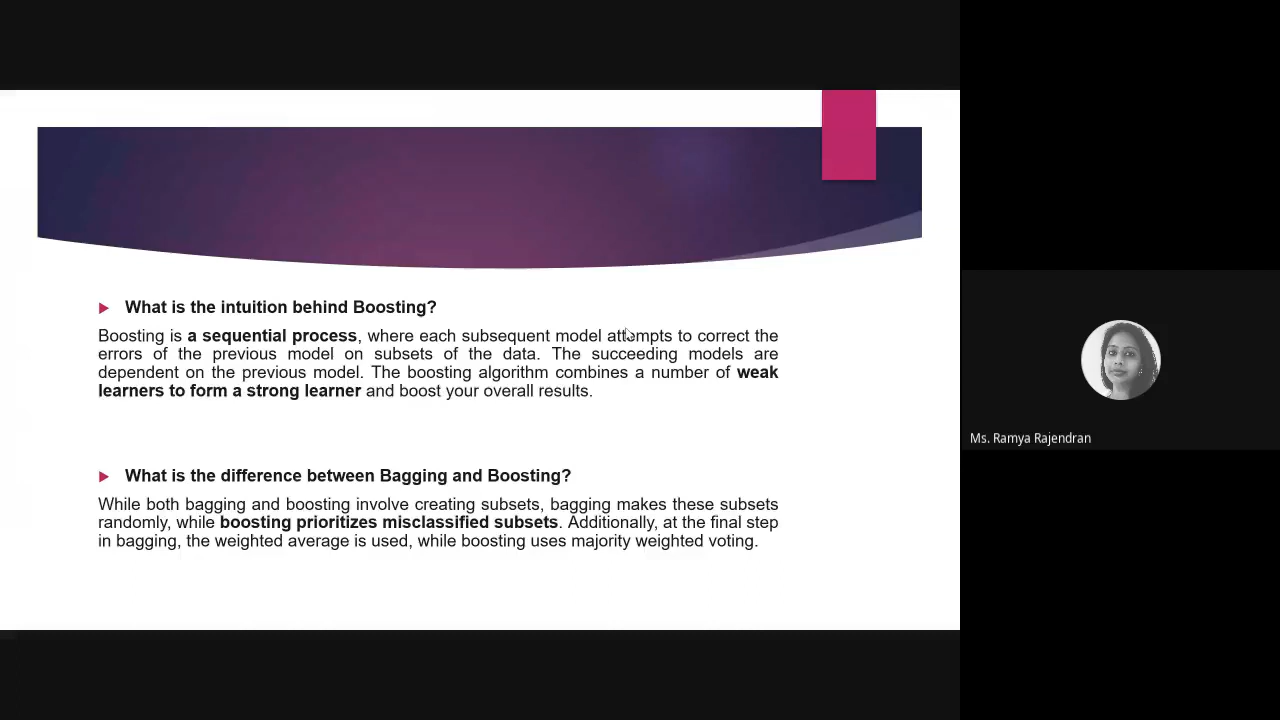 What is the intuition behind Boosting?
Boosting is a sequential process, where each subsequent model attempts to correct the
errors of the previous model on subsets of the data. The succeeding models are
dependent on the previous model. The boosting algorithm combines a number of weak
learners to form a strong learner and boost your overall results.
What is the difference between Bagging and Boosting?
While both bagging and boosting involve creating subsets, bagging makes these subsets
randomly, while boosting prioritizes misclassified subsets. Additionally, at the final step
in bagging, the weighted average is used, while boosting uses majority weighted voting.
Ms. Ramya Rajendran